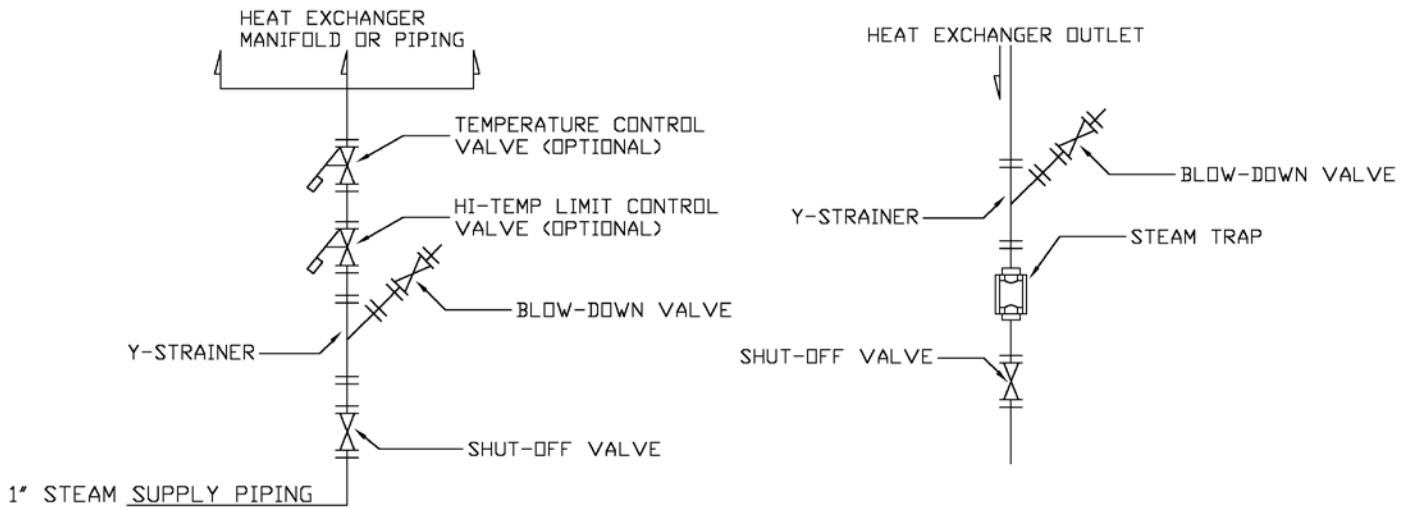 HEAT EXCHANGER
MANIFOLD OR PIPING
TEMPERATURE CONTROL
VALVE (OPTIONAL)
HI-TEMP LIMIT CONTROL
VALVE (OPTIONAL)
BLOW-DOWN VALVE
Y-STRAINER
SHUT-OFF VALVE
1" STEAM SUPPLY PIPING
HEAT EXCHANGER OUTLET
BLOW-DOWN VALVE
Y-STRAINER
STEAM TRAP
SHUT-OFF VALVE